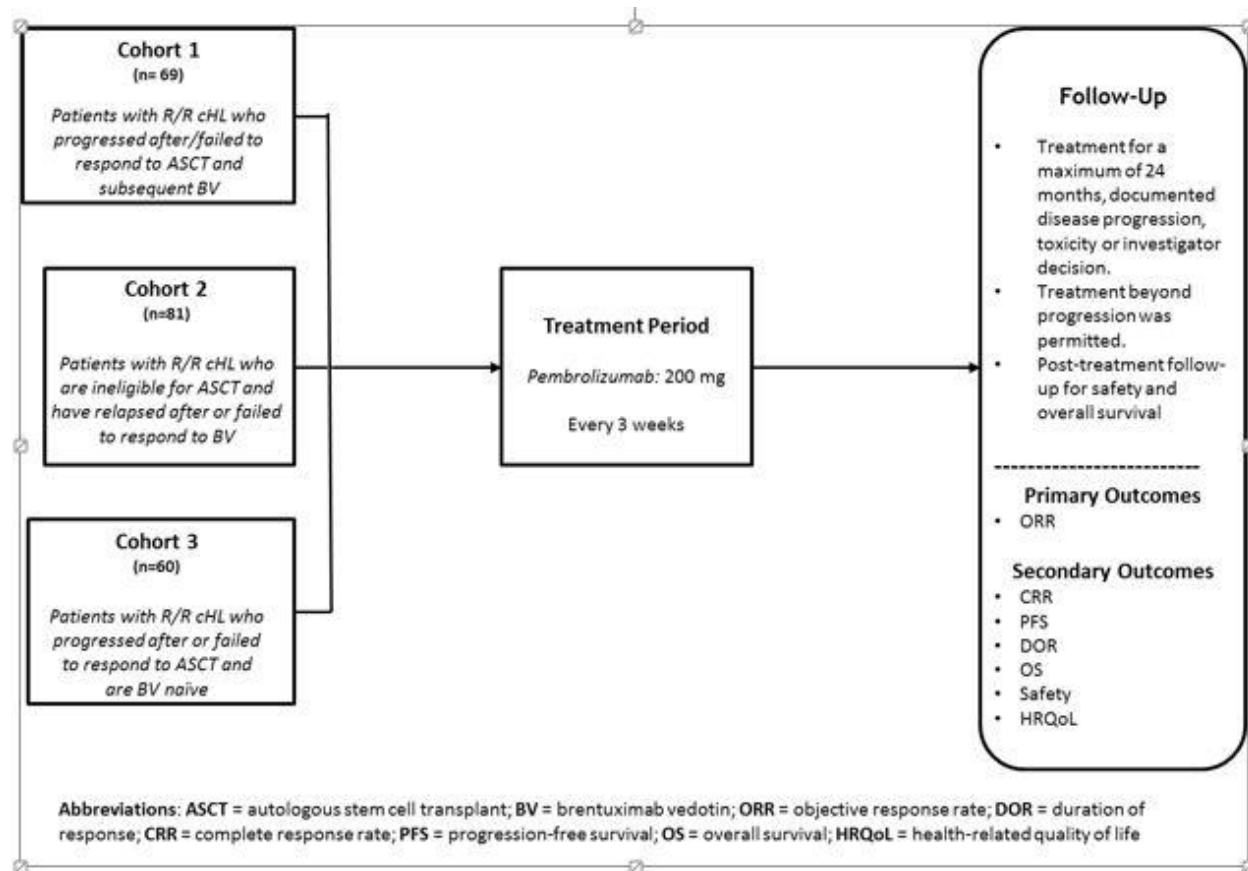 Cohort 1
(n= 69)
Patients with R/R cHL who
progressed after/failed to
respond to ASCT and
subsequent BV
Cohort 2
(n=81)
Patients with R/R cHL who
are ineligible for ASCT and
have relapsed after or failed
to respond to BV
Cohort 3
(n=60)
Patients with R/R cHL who
progressed after or failed
to respond to ASCT and
are BV naïve
Treatment Period
Pembrolizumab: 200 mg
Every 3 weeks
Follow-Up
• Treatment for a
maximum of 24
months, documented
disease progression,
toxicity or investigator
decision.
• Treatment beyond
progression was
permitted.
• Post-treatment follow-
up for safety and
overall survival
-------------------------
Primary Outcomes
• ORR
Secondary Outcomes
• CRR
• PFS
• DOR
• OS
• Safety
• HRQoL
Abbreviations: ASCT = autologous stem cell transplant; BV = brentuximab vedotin; ORR = objective response rate; DOR = duration of
response; CRR = complete response rate; PFS = progression-free survival; OS = overall survival; HRQoL = health-related quality of life